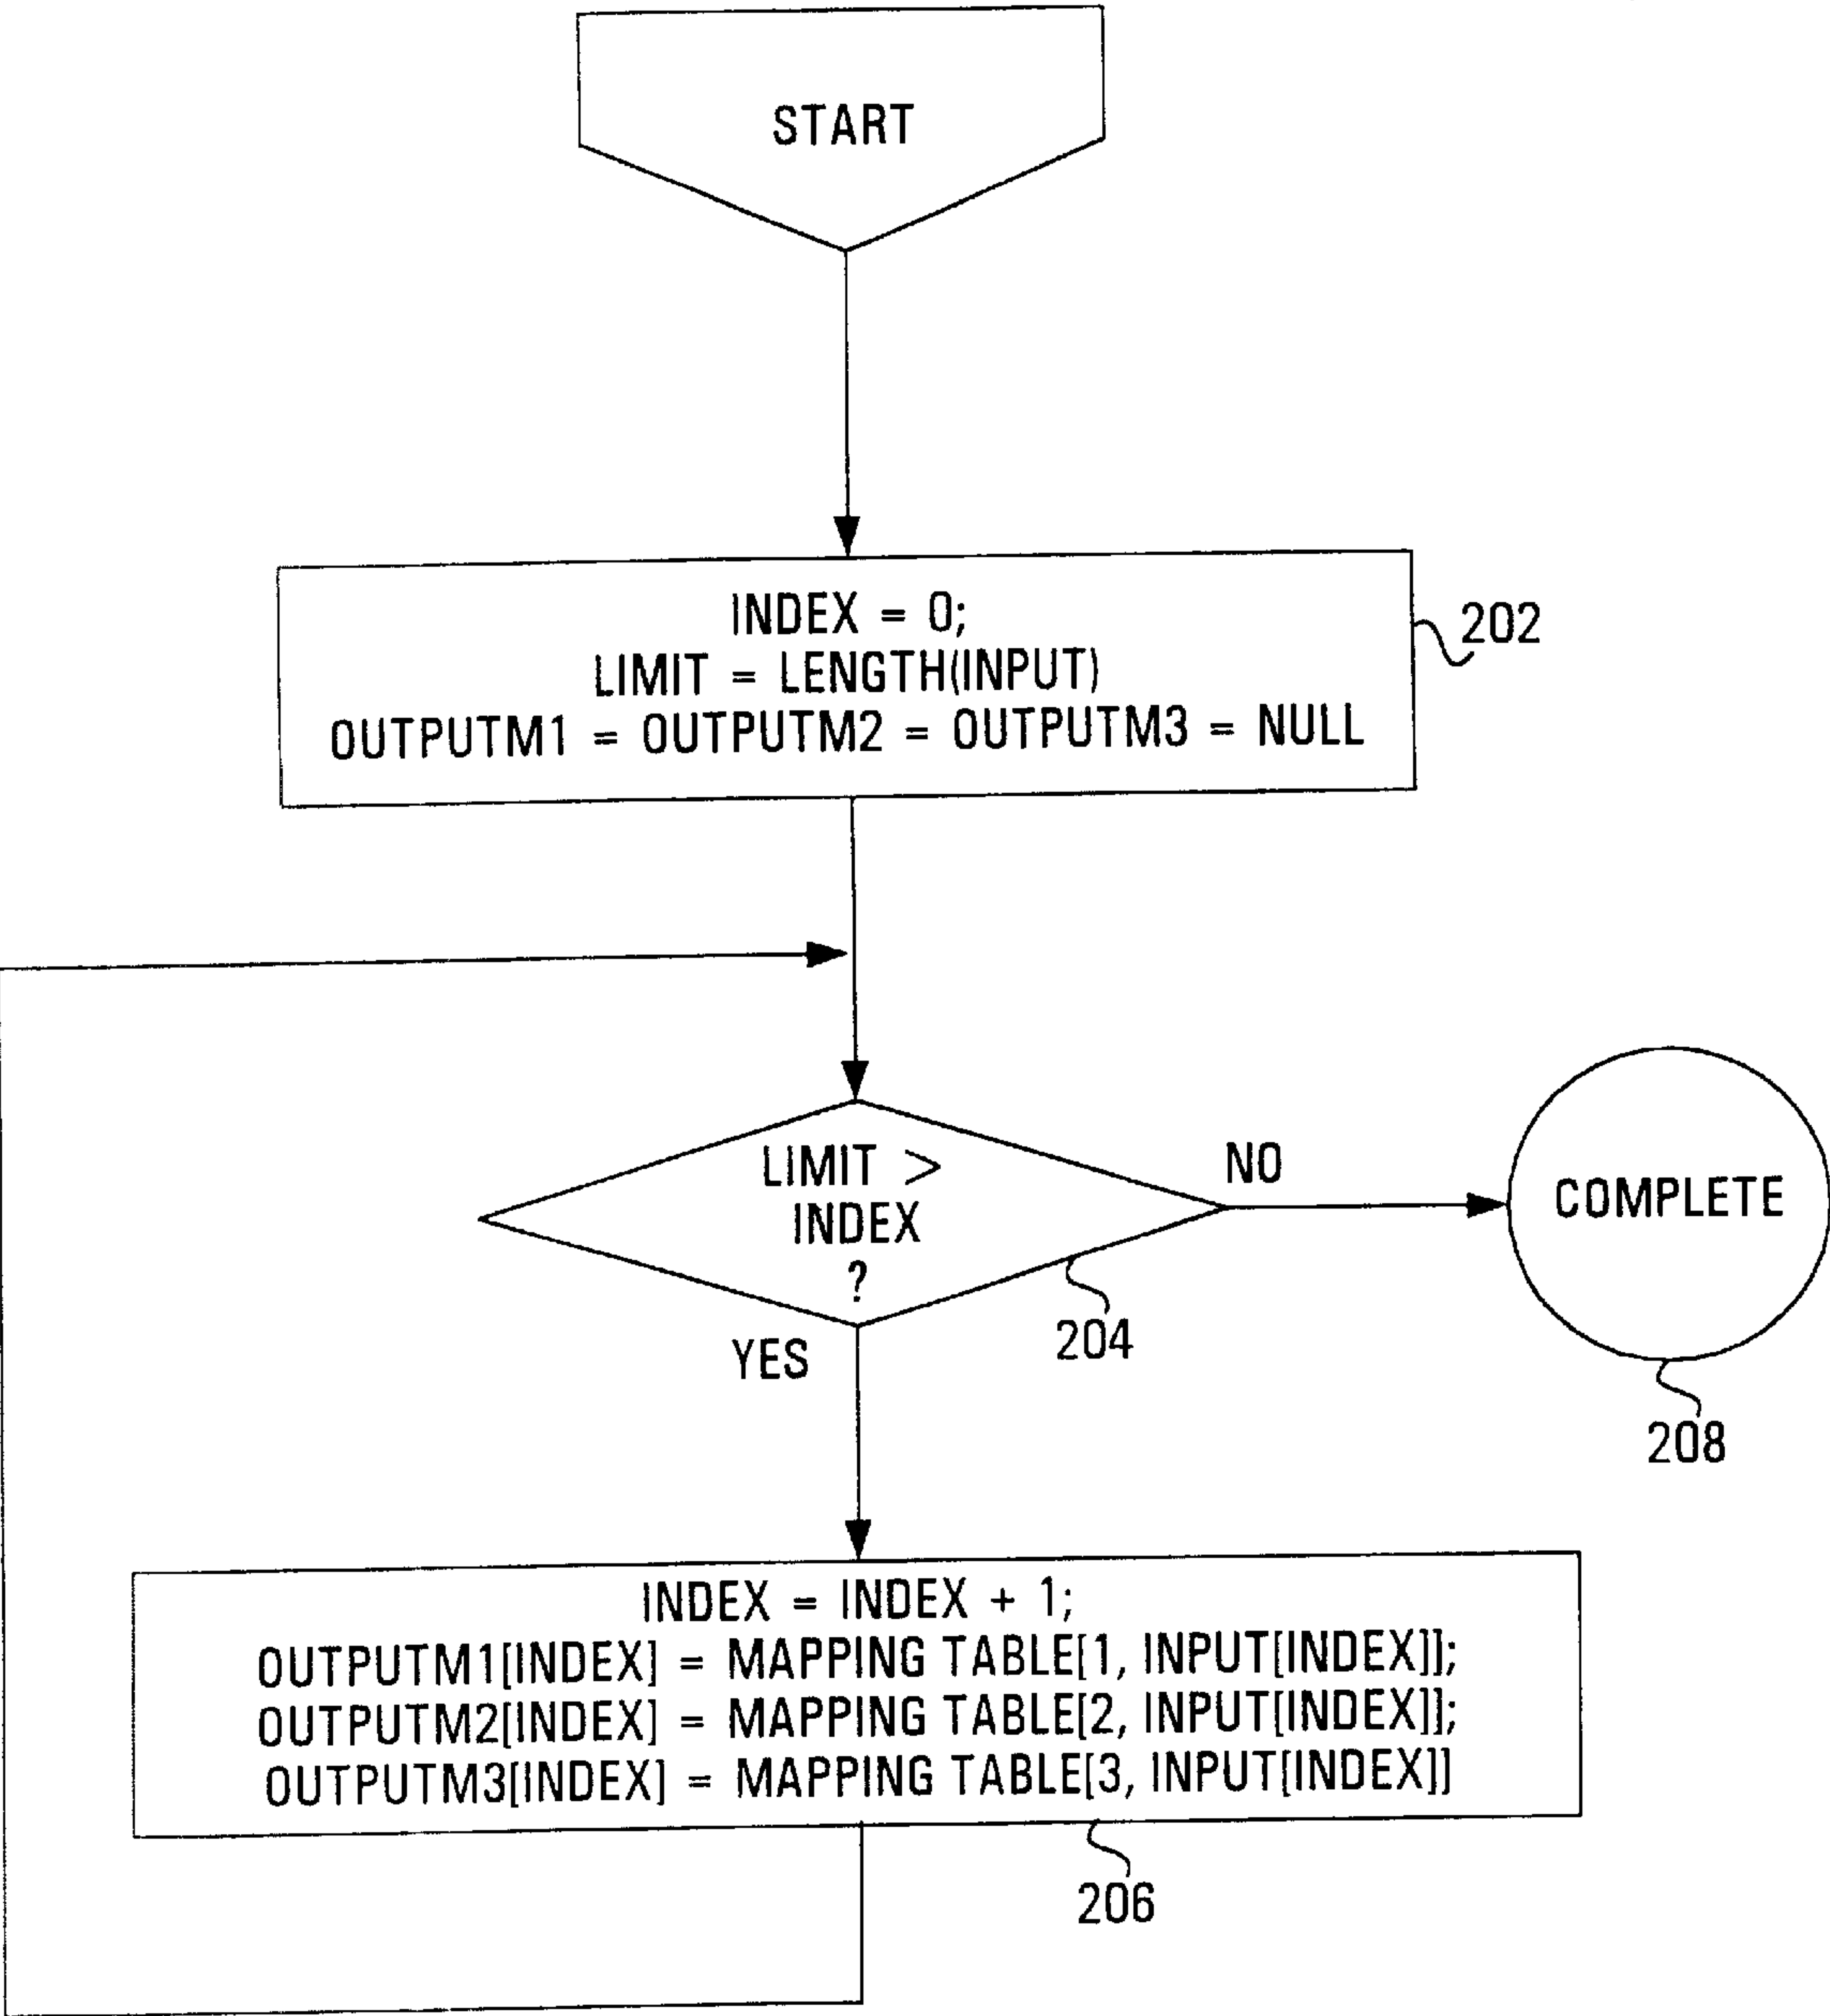 START
INDEX = 0;
LIMIT = LENGTH(INPUT)
OUTPUTM1 = OUTPUTM2 = OUTPUTM3 = NULL
202
LIMIT >
INDEX
?
NO
COMPLETE
YES
204
208
INDEX = INDEX + 1;
OUTPUTM1[INDEX] = MAPPING TABLE[1, INPUT[INDEX]];
OUTPUTM2[INDEX] = MAPPING TABLE[2, INPUT[INDEX]];
OUTPUTM3[INDEX] = MAPPING TABLE[3, INPUT[INDEX]]
206